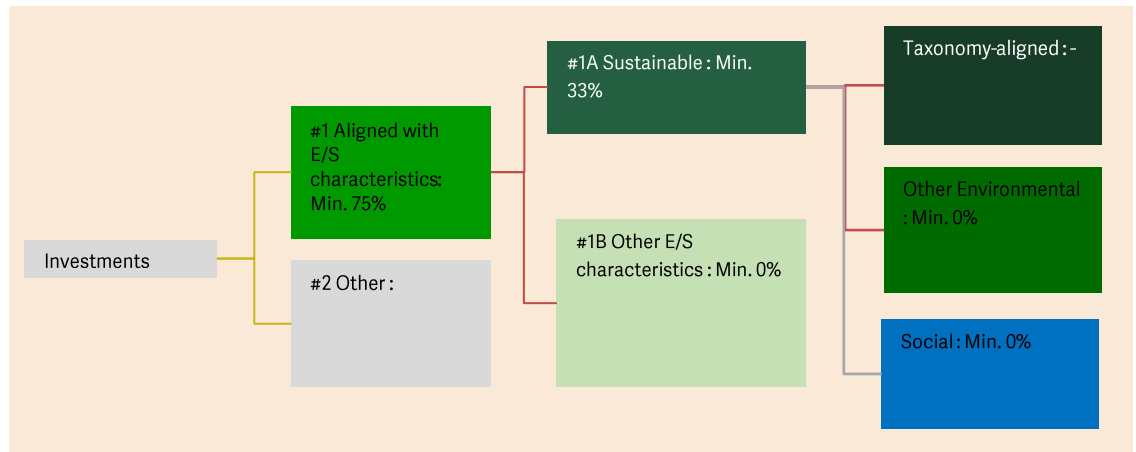 Investments
#1 Aligned with
E/S
characteristics:
Min. 75%
#2 Other :
#1A Sustainable : Min.
33%
#1B Other E/S
characteristics : Min. 0%
Taxonomy-aligned : -
Other Environmental
: Min. 0%
Social : Min. 0%